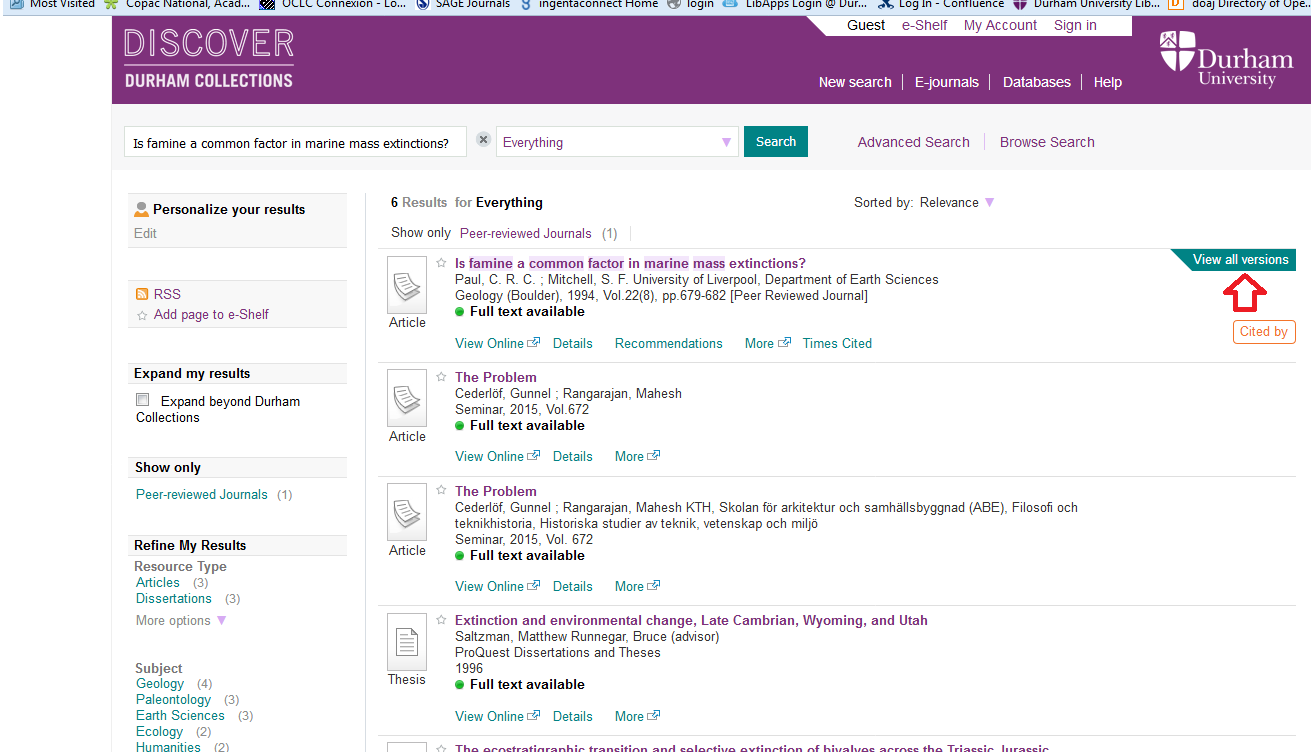 Most Visited Copac National, Acad... OCLC Connexion - Lo... SAGE Journals ingentaconnect Home login LibApps Login @ Dur... Log In - Confluence Durham University Lib... doaj Directory of Ope...
Guest e-Shelf My Account Sign in
DISCOVER
DURHAM COLLECTIONS
Durham
University
New search E-journals Databases Help
Is famine a common factor in marine mass extinctions? Everything Search Advanced Search Browse Search
Personalize your results
Edit
RSS
Add page to e-Shelf
Expand my results
Expand beyond Durham
Collections
Show only
Peer-reviewed Journals (1)
Refine My Results
Resource Type
Articles (3)
Dissertations (3)
More options
Subject
Geology (4)
Paleontology (3)
Earth Sciences (3)
Ecology (2)
Humanities (2)
6 Results for Everything
Sorted by: Relevance
Show only Peer-reviewed Journals (1)
Is famine a common factor in marine mass extinctions?
Paul, C. R. C. ; Mitchell, S. F. University of Liverpool, Department of Earth Sciences
Geology (Boulder), 1994, Vol.22(8), pp.679-682 [Peer Reviewed Journal]
Full text available
Article
View Online Details Recommendations More Times Cited
View all versions
Cited by
The Problem
Cederlöf, Gunnel ; Rangarajan, Mahesh
Seminar, 2015, Vol.672
Full text available
Article
View Online Details More
The Problem
Cederlöf, Gunnel ; Rangarajan, Mahesh KTH, Skolan för arkitektur och samhällsbyggnad (ABE), Filosofi och
teknikhistoria, Historiska studier av teknik, vetenskap och miljö
Seminar, 2015, Vol. 672
Full text available
Article
View Online Details More
Extinction and environmental change, Late Cambrian, Wyoming, and Utah
Saltzman, Matthew Runnegar, Bruce (advisor)
ProQuest Dissertations and Theses
1996
Full text available
Thesis
View Online Details More
The ecostratigraphic transition and selective extinction of bivalves across the Triassic Jurassic